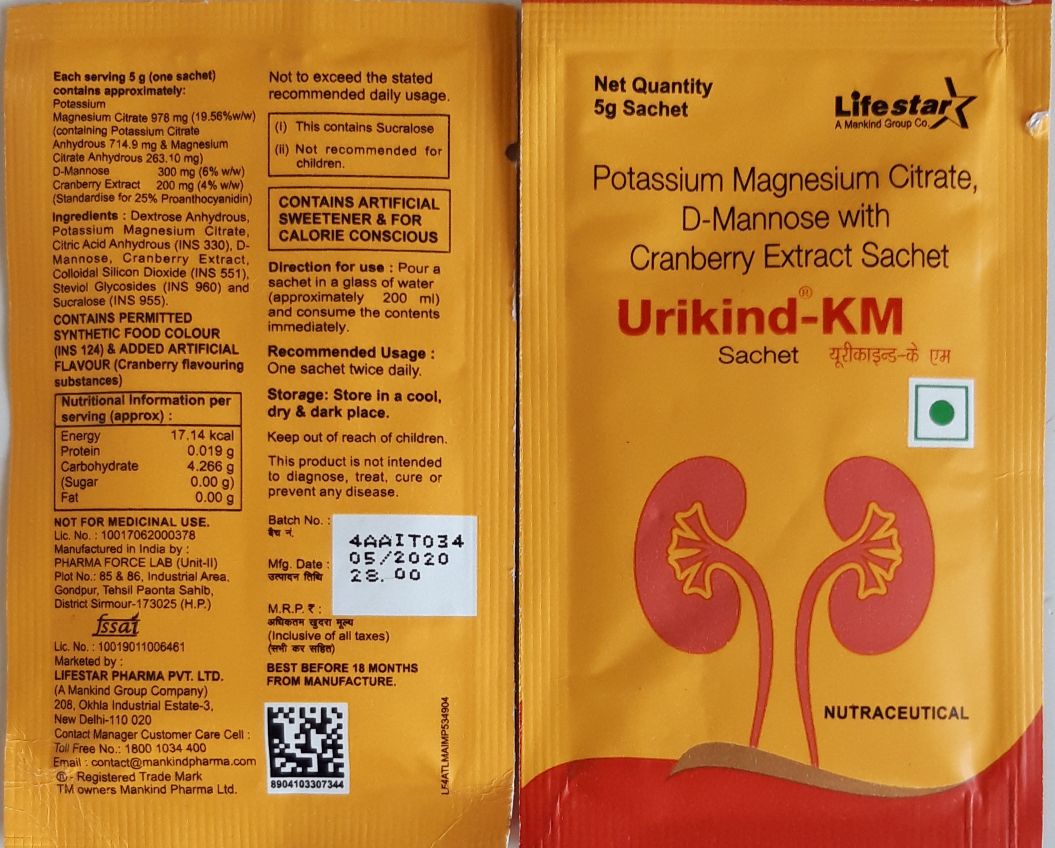 Each serving 5 g (one sachet)
contains approximately:
Potassium
Magnesium Citrate 978 mg (19.56%w/w)
(containing Potassium Citrate
Anhydrous 714.9 mg & Magnesium
Citrate Anhydrous 263.10 mg)
D-Mannose 300 mg (6% w/w)
Cranberry Extract 200 mg (4% w/w)
(Standardise for 25% Proanthocyanidin)
Ingredients : Dextrose Anhydrous,
Potassium Magnesium Citrate,
Citric Acid Anhydrous (INS 330), D-
Mannose, Cranberry Extract,
Colloidal Silicon Dioxide (INS 551),
Steviol Glycosides (INS 960) and
Sucralose (INS 955).
CONTAINS PERMITTED
SYNTHETIC FOOD COLOUR
(INS 124) & ADDED ARTIFICIAL
FLAVOUR (Cranberry flavouring
substances)
Nutritional Information per
serving (approx) :
Energy 17.14 kcal
Protein 0.019 g
Carbohydrate 4.266 g
(Sugar 0.00 g)
Fat 0.00 g
NOT FOR MEDICINAL USE.
Lic. No. : 10017062000378
Manufactured in India by :
PHARMA FORCE LAB (Unit-II)
Plot No.: 85 & 86, Industrial Area,
Gondpur, Tehsil Paonta Sahib,
District Sirmour-173025 (H.P.)
fssai
Lic. No. : 10019011006461
Marketed by :
LIFESTAR PHARMA PVT. LTD.
(A Mankind Group Company)
208, Okhla Industrial Estate-3,
New Delhi-110 020
Contact Manager Customer Care Cell :
Toll Free No.: 1800 1034 400
Email : contact@mankindpharma.com
® - Registered Trade Mark
TM owners Mankind Pharma Ltd.
Not to exceed the stated
recommended daily usage.
(i) This contains Sucralose
(ii) Not recommended for
children.
CONTAINS ARTIFICIAL
SWEETENER & FOR
CALORIE CONSCIOUS
Direction for use : Pour a
sachet in a glass of water
(approximately 200 ml)
and consume the contents
immediately.
Recommended Usage :
One sachet twice daily.
Storage: Store in a cool,
dry & dark place.
Keep out of reach of children.
This product is not intended
to diagnose, treat, cure or
prevent any disease.
Batch No. : 4AAIT034
बैच नं.
Mfg. Date : 05/2020
उत्पादन तिथि 28.00
M.R.P. ₹ :
अधिकतम खुदरा मूल्य
(Inclusive of all taxes)
(सभी कर सहित)
BEST BEFORE 18 MONTHS
FROM MANUFACTURE.
8904103307344
LF4ATLMAIMP534904
Net Quantity
5g Sachet
Lifestar
A Mankind Group Co.
Potassium Magnesium Citrate,
D-Mannose with
Cranberry Extract Sachet
Urikind®-KM
Sachet यूरीकाइन्ड-के एम
NUTRACEUTICAL